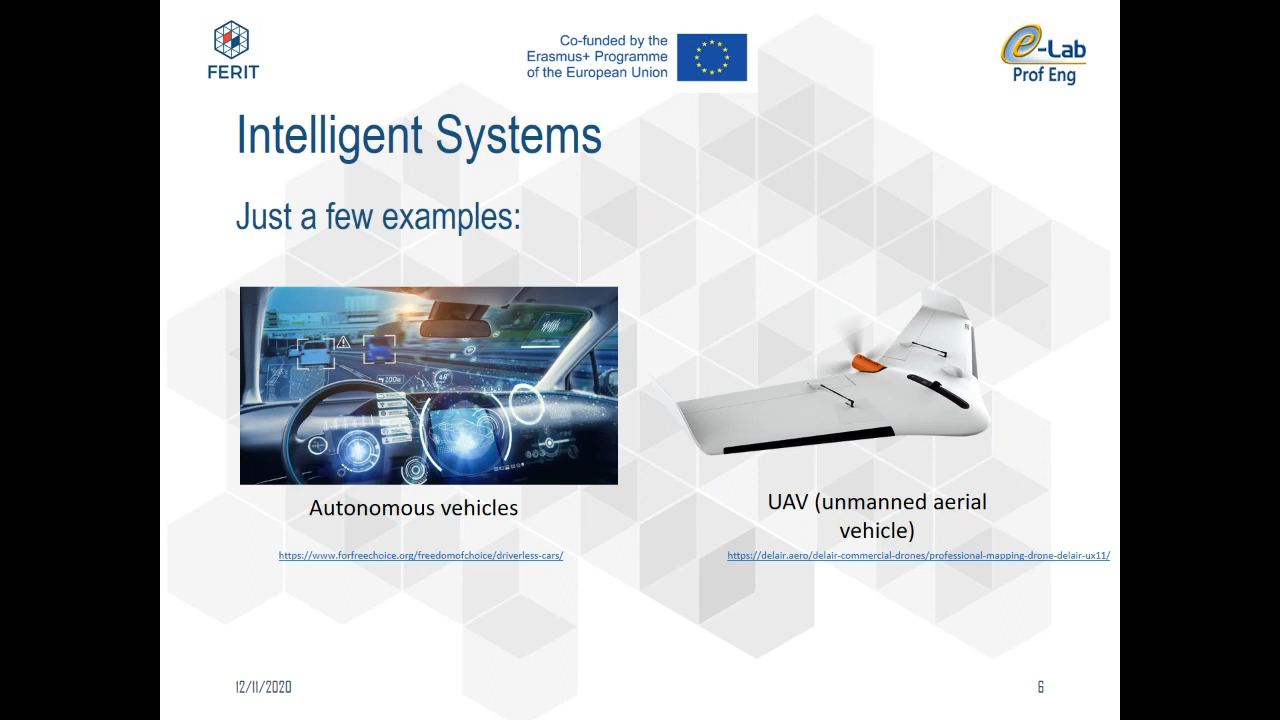 FERIT
Co-funded by the
Erasmus+ Programme
of the European Union
e-Lab
Prof Eng
Intelligent Systems
Just a few examples:
100m
Autonomous vehicles
UAV (unmanned aerial
vehicle)
https://www.forfreechoice.org/freedomofchoice/driverless-cars/
https://delair.aero/delair-commercial-drones/professional-mapping-drone-delair-ux11/
12/11/2020
6